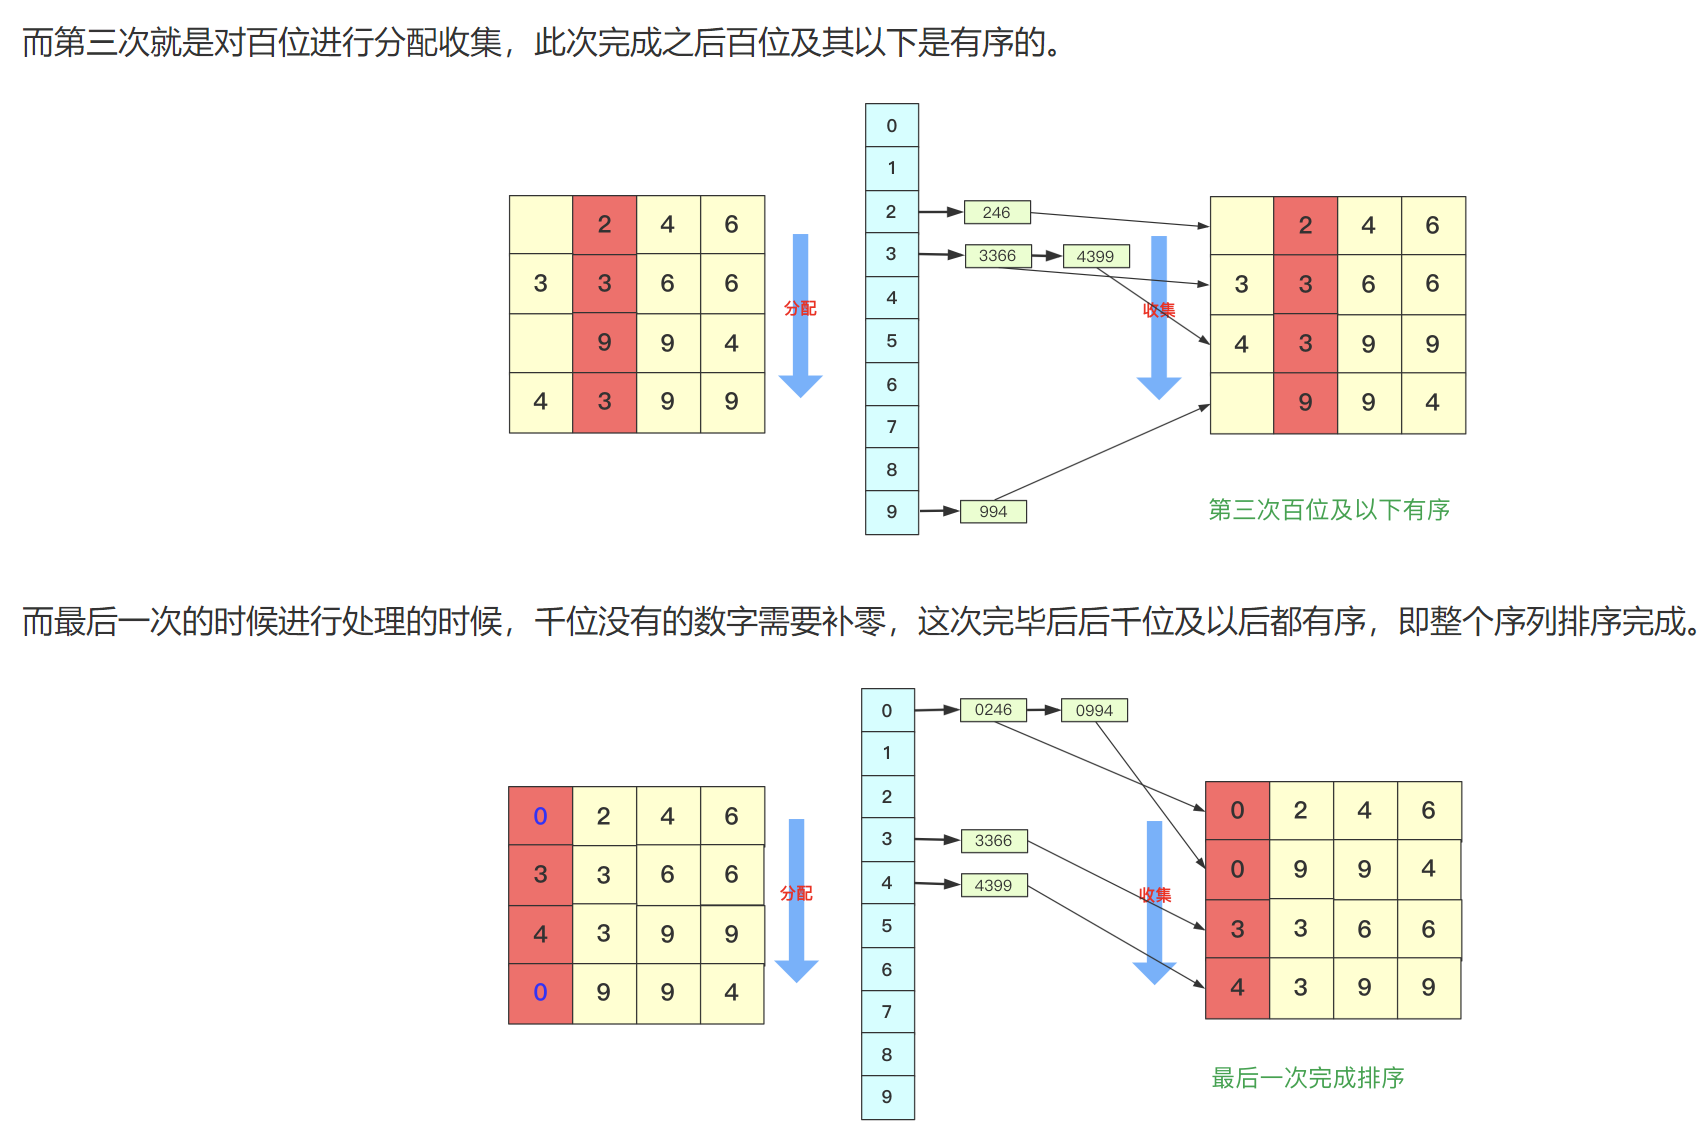 而第三次就是对百位进行分配收集，此次完成之后百位及其以下是有序的。
0
1
2
3
4
5
6
7
8
9
2 4 6
3 3 6 6
9 9 4
4 3 9 9
分配
246
3366 4399
994
收集
2 4 6
3 3 6 6
4 3 9 9
9 9 4
第三次百位及以下有序
而最后一次的时候进行处理的时候，千位没有的数字需要补零，这次完毕后后千位及以后都有序，即整个序列排序完成。
0 2 4 6
3 3 6 6
4 3 9 9
0 9 9 4
分配
0
1
2
3
4
5
6
7
8
9
0246 0994
3366
4399
收集
0 2 4 6
0 9 9 4
3 3 6 6
4 3 9 9
最后一次完成排序